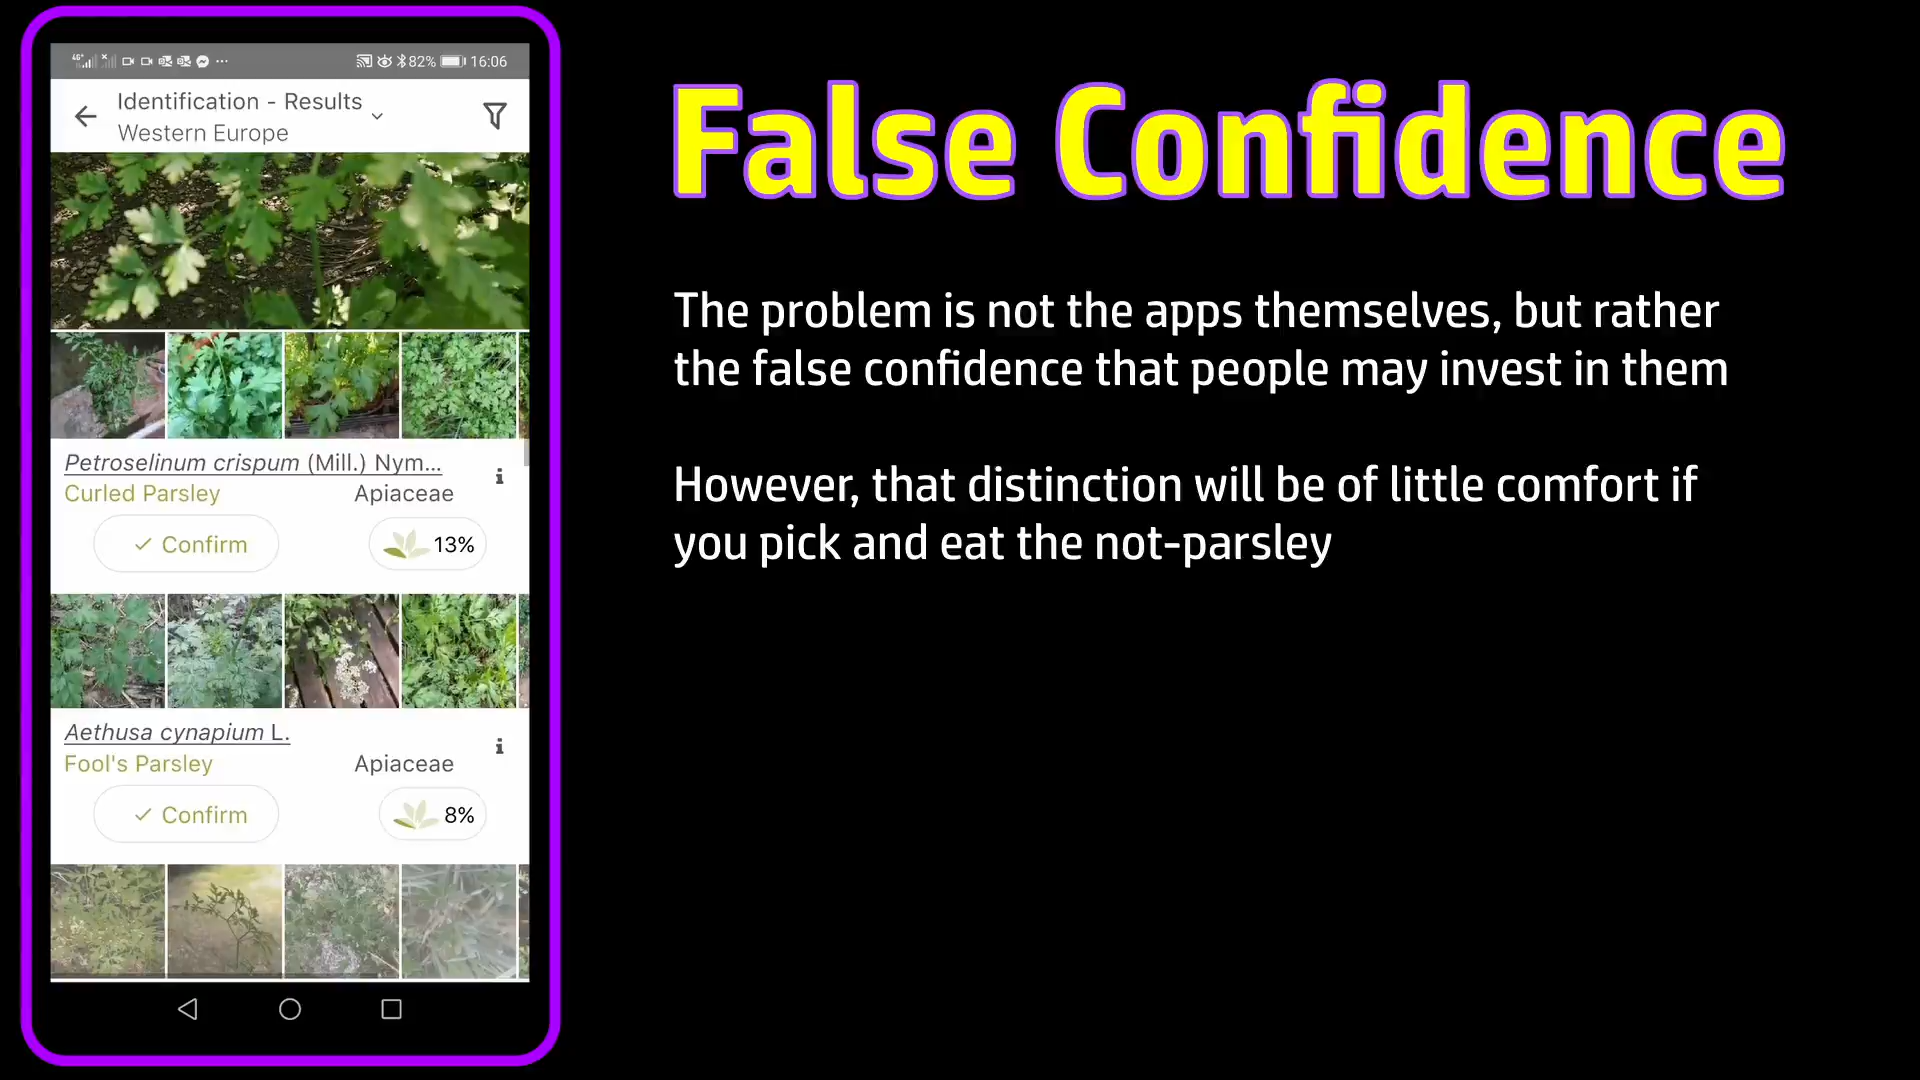 4G 82% 16:06
Identification - Results
Western Europe
False Confidence
The problem is not the apps themselves, but rather
the false confidence that people may invest in them
However, that distinction will be of little comfort if
you pick and eat the not-parsley
Petroselinum crispum (Mill.) Nym...
Curled Parsley Apiaceae
Confirm 13%
Aethusa cynapium L.
Fool's Parsley Apiaceae
Confirm 8%